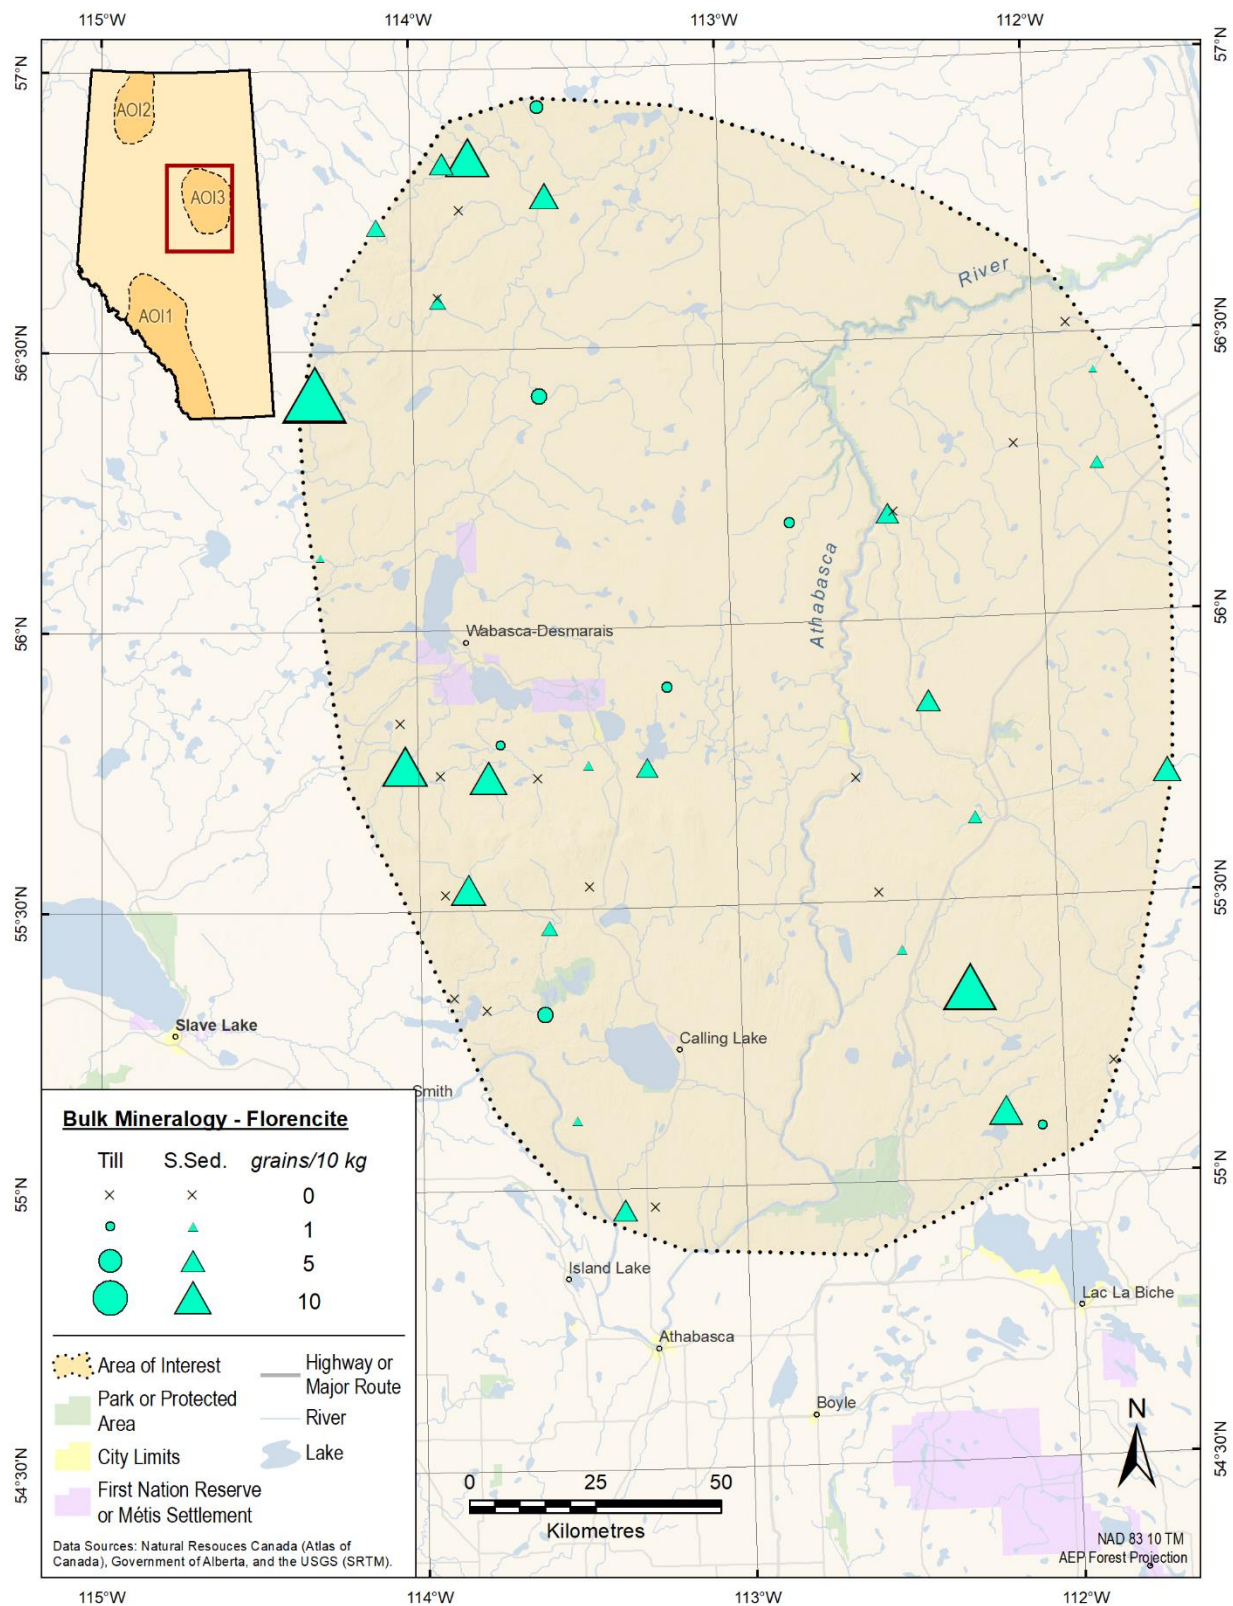 115°W 114°W 113°W 112°W
57°N
57°N
AOI2
AOI3
AOI1
River
56°30'N
56°30'N
Athabasca
56°N
56°N
Wabasca-Desmarais
55°30'N
55°30'N
Slave Lake
Calling Lake
Smith
55°N
55°N
Island Lake
Lac La Biche
Athabasca
Boyle
54°30'N
54°30'N
Bulk Mineralogy - Florencite
Till S.Sed. grains/10 kg
0
1
5
10
Area of Interest
Park or Protected
Area
City Limits
First Nation Reserve
or Métis Settlement
Highway or
Major Route
River
Lake
Data Sources: Natural Resouces Canada (Atlas of
Canada), Government of Alberta, and the USGS (SRTM).
N
0 25 50
Kilometres
NAD 83 10 TM
AEP Forest Projection
115°W 114°W 113°W 112°W